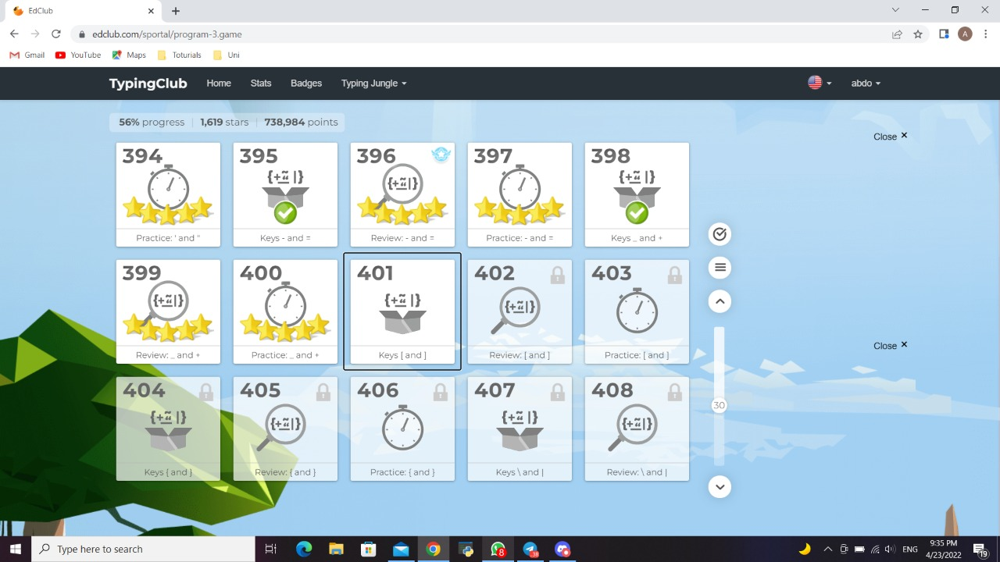 EdClub
edclub.com/sportal/program-3.game
A
Gmail YouTube Maps Toturials Uni
TypingClub Home Stats Badges Typing Jungle abdo
56% progress 1,619 stars 738,984 points
Close ×
394 395 396 397 398
{+ ~" |} {+ ~" |} {+ ~" |}
Practice: ' and " Keys - and = Review: - and = Practice: - and = Keys _ and +
399 400 401 402 403
{+ ~" |} {+ ~" |} {+ ~" |}
Review: _ and + Practice: _ and + Keys [ and ] Review: [ and ] Practice: [ and ]
Close ×
404 405 406 407 408
{+ ~" |} {+ ~" |} {+ ~" |} {+ ~" |}
30
Keys { and } Review: { and } Practice: { and } Keys \ and | Review: \ and |
Type here to search
8
39
ENG
9:35 PM
4/23/2022
19